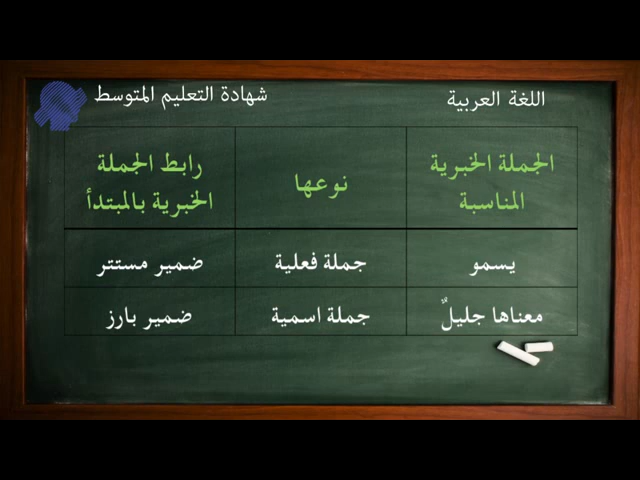 اللغة العربية
شهادة التعليم المتوسط
الجملة الخبرية المناسبة
نوعها
رابط الجملة الخبرية بالمبتدأ
يسمو
جملة فعلية
ضمير مستتر
معناها جليلٌ
جملة اسمية
ضمير بارز